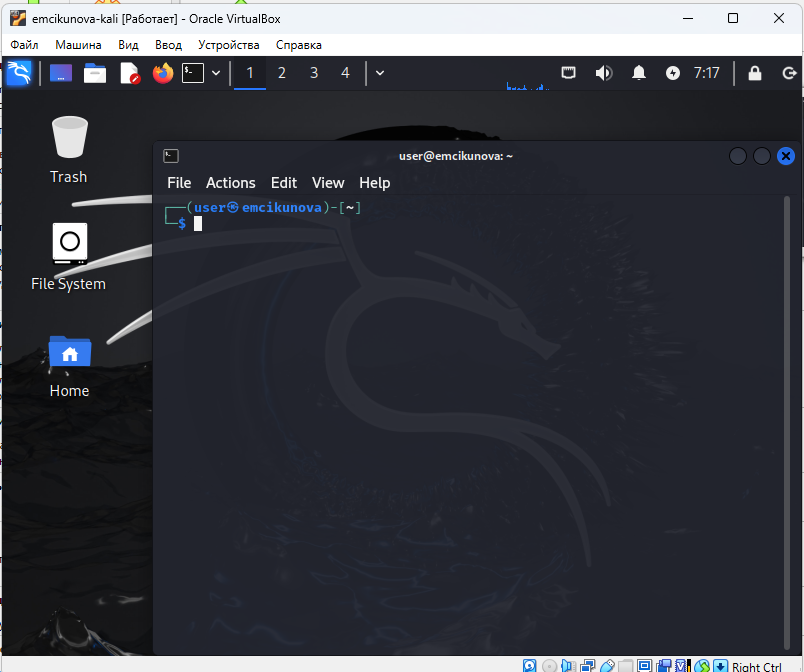 emcikunova-kali [Работает] - Oracle VirtualBox
Файл Машина Вид Ввод Устройства Справка
1 2 3 4 7:17
Trash
File System
Home
user@emcikunova: ~
File Actions Edit View Help
┌──(user㉿emcikunova)-[~]
└─$
Right Ctrl